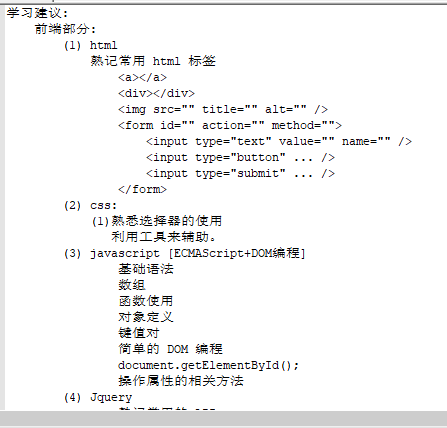 学习建议:
前端部分:
(1) html
熟记常用 html 标签
<a></a>
<div></div>
<img src="" title="" alt="" />
<form id="" action="" method="">
<input type="text" value="" name="" />
<input type="button" ... />
<input type="submit" ... />
</form>
(2) css:
(1)熟悉选择器的使用
利用工具来辅助。
(3) javascript [ECMAScript+DOM编程]
基础语法
数组
函数使用
对象定义
键值对
简单的 DOM 编程
document.getElementById();
操作属性的相关方法
(4) Jquery